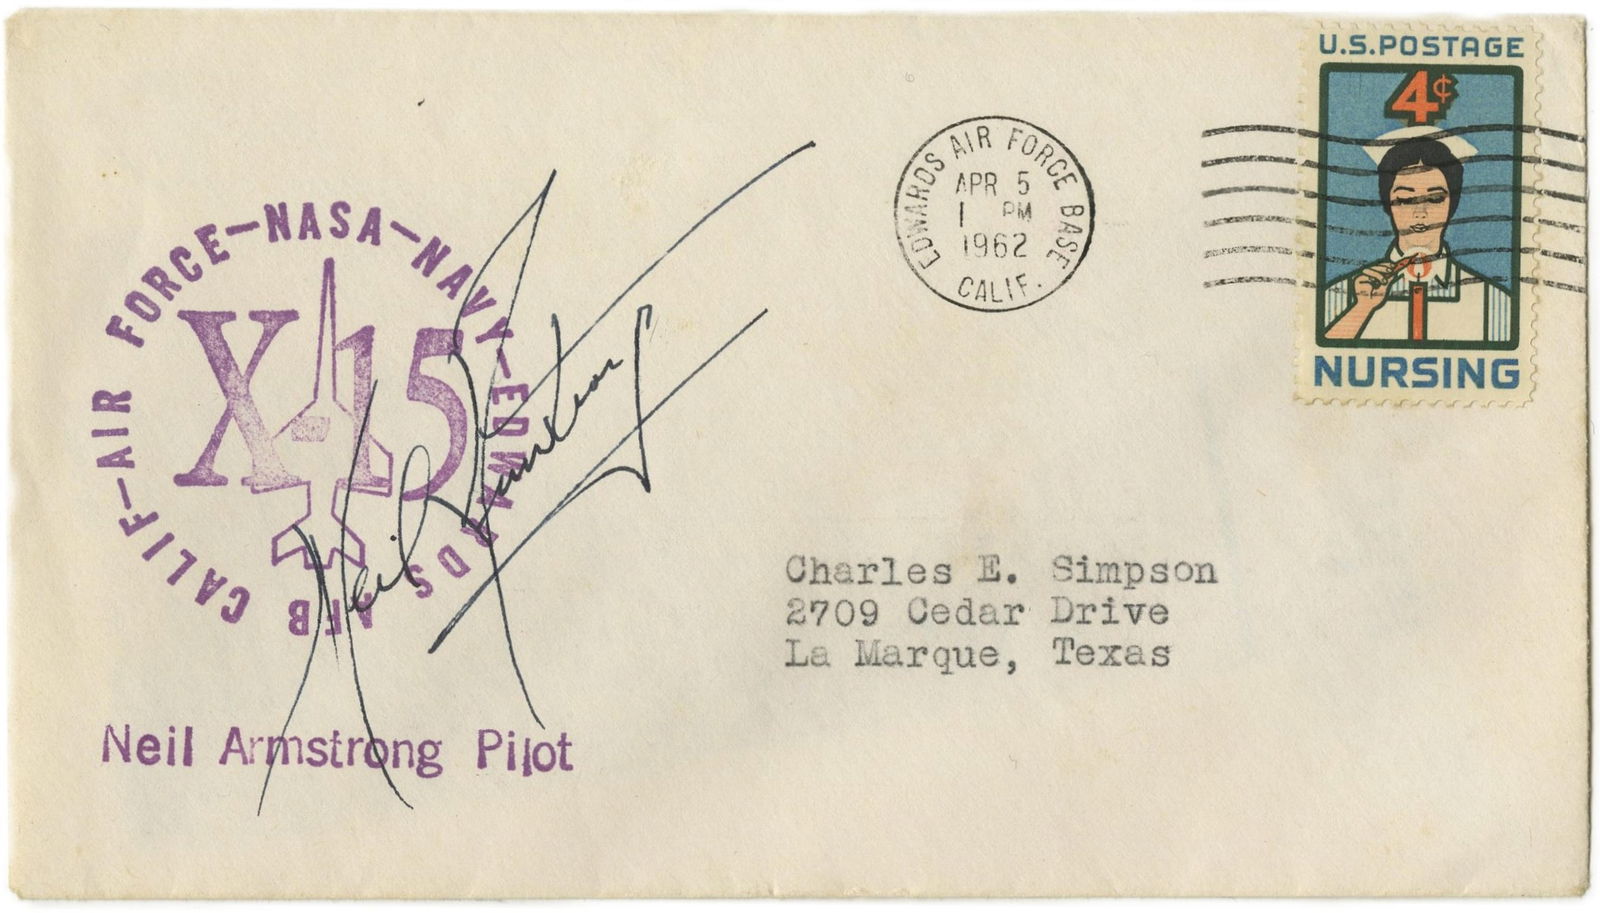 U.S.POSTAGE
4¢
NURSING
EDWARDS AIR FORCE BASE
APR 5
1 PM
1962
CALIF.
AIR FORCE-NASA-NAVY-EDWARDS AFB CALIF-
X-15
Neil Armstrong
Charles E. Simpson
2709 Cedar Drive
La Marque, Texas
Neil Armstrong Pilot